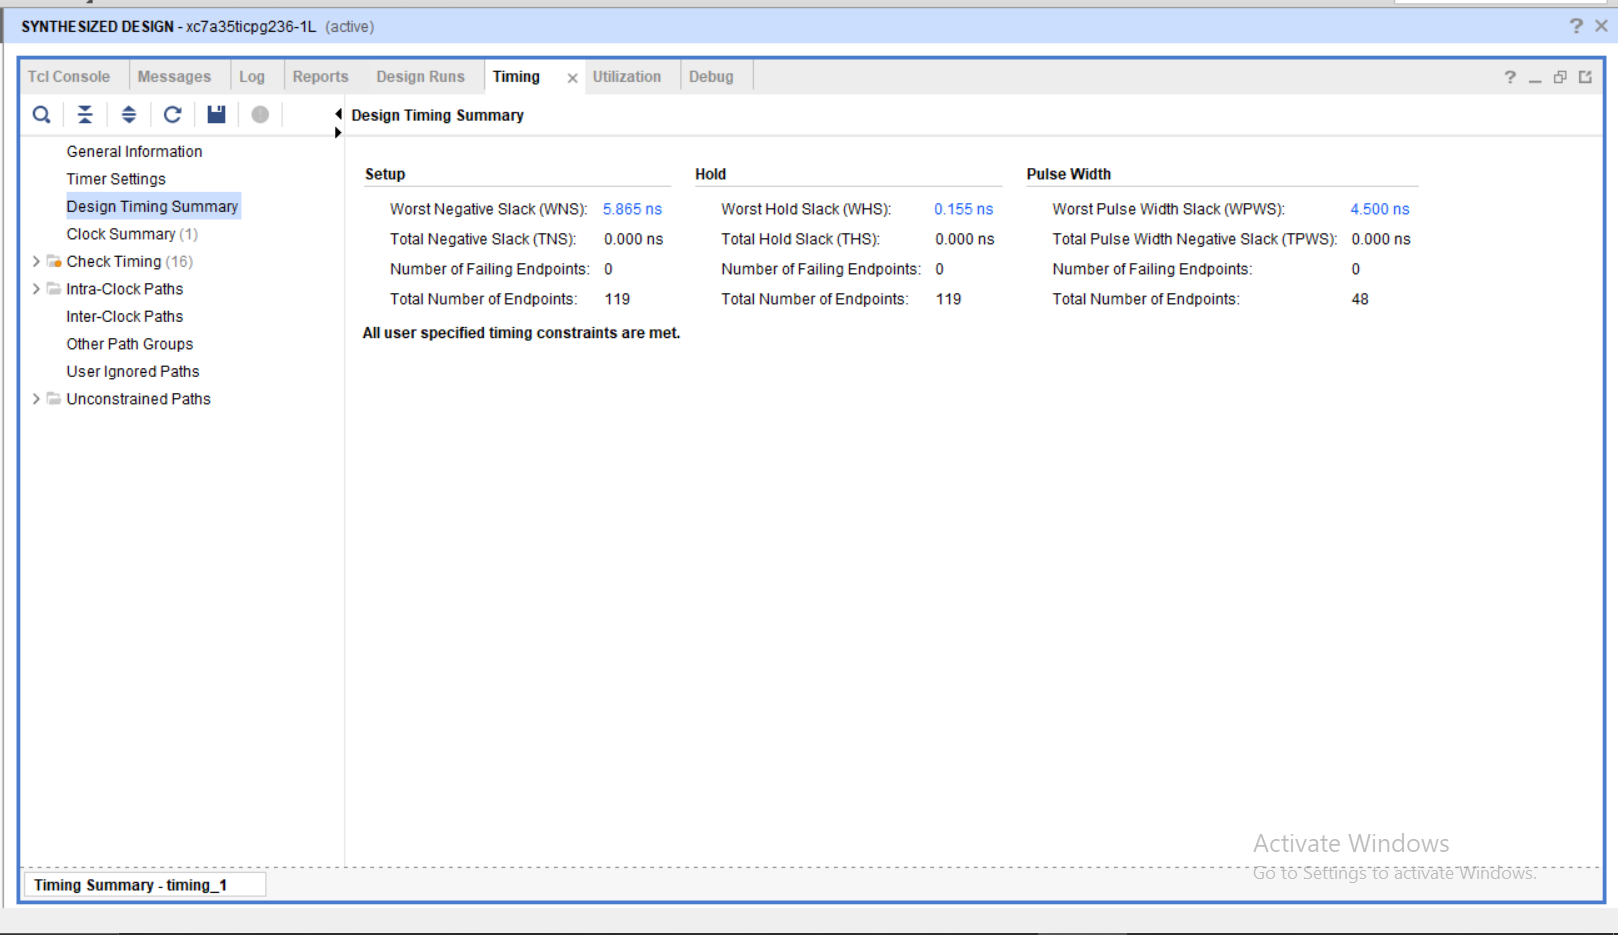 SYNTHESIZED DESIGN - xc7a35ticpg236-1L (active)
Tcl Console Messages Log Reports Design Runs Timing Utilization Debug
Design Timing Summary
General Information
Timer Settings
Design Timing Summary
Clock Summary (1)
Check Timing (16)
Intra-Clock Paths
Inter-Clock Paths
Other Path Groups
User Ignored Paths
Unconstrained Paths
Setup
Worst Negative Slack (WNS): 5.865 ns
Total Negative Slack (TNS): 0.000 ns
Number of Failing Endpoints: 0
Total Number of Endpoints: 119
Hold
Worst Hold Slack (WHS): 0.155 ns
Total Hold Slack (THS): 0.000 ns
Number of Failing Endpoints: 0
Total Number of Endpoints: 119
Pulse Width
Worst Pulse Width Slack (WPWS): 4.500 ns
Total Pulse Width Negative Slack (TPWS): 0.000 ns
Number of Failing Endpoints: 0
Total Number of Endpoints: 48
All user specified timing constraints are met.
Activate Windows
Go to Settings to activate Windows.
Timing Summary - timing_1